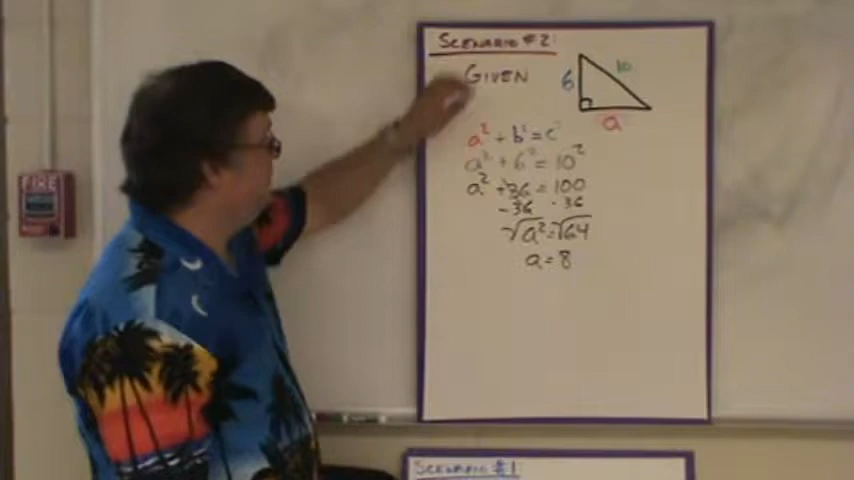 SCENARIO #2:
GIVEN
6
10
a
a² + b² = c²
a² + 6² = 10²
a² + 36 = 100
- 36 - 36
√a² = √64
a = 8
FIRE
SCENARIO #1: